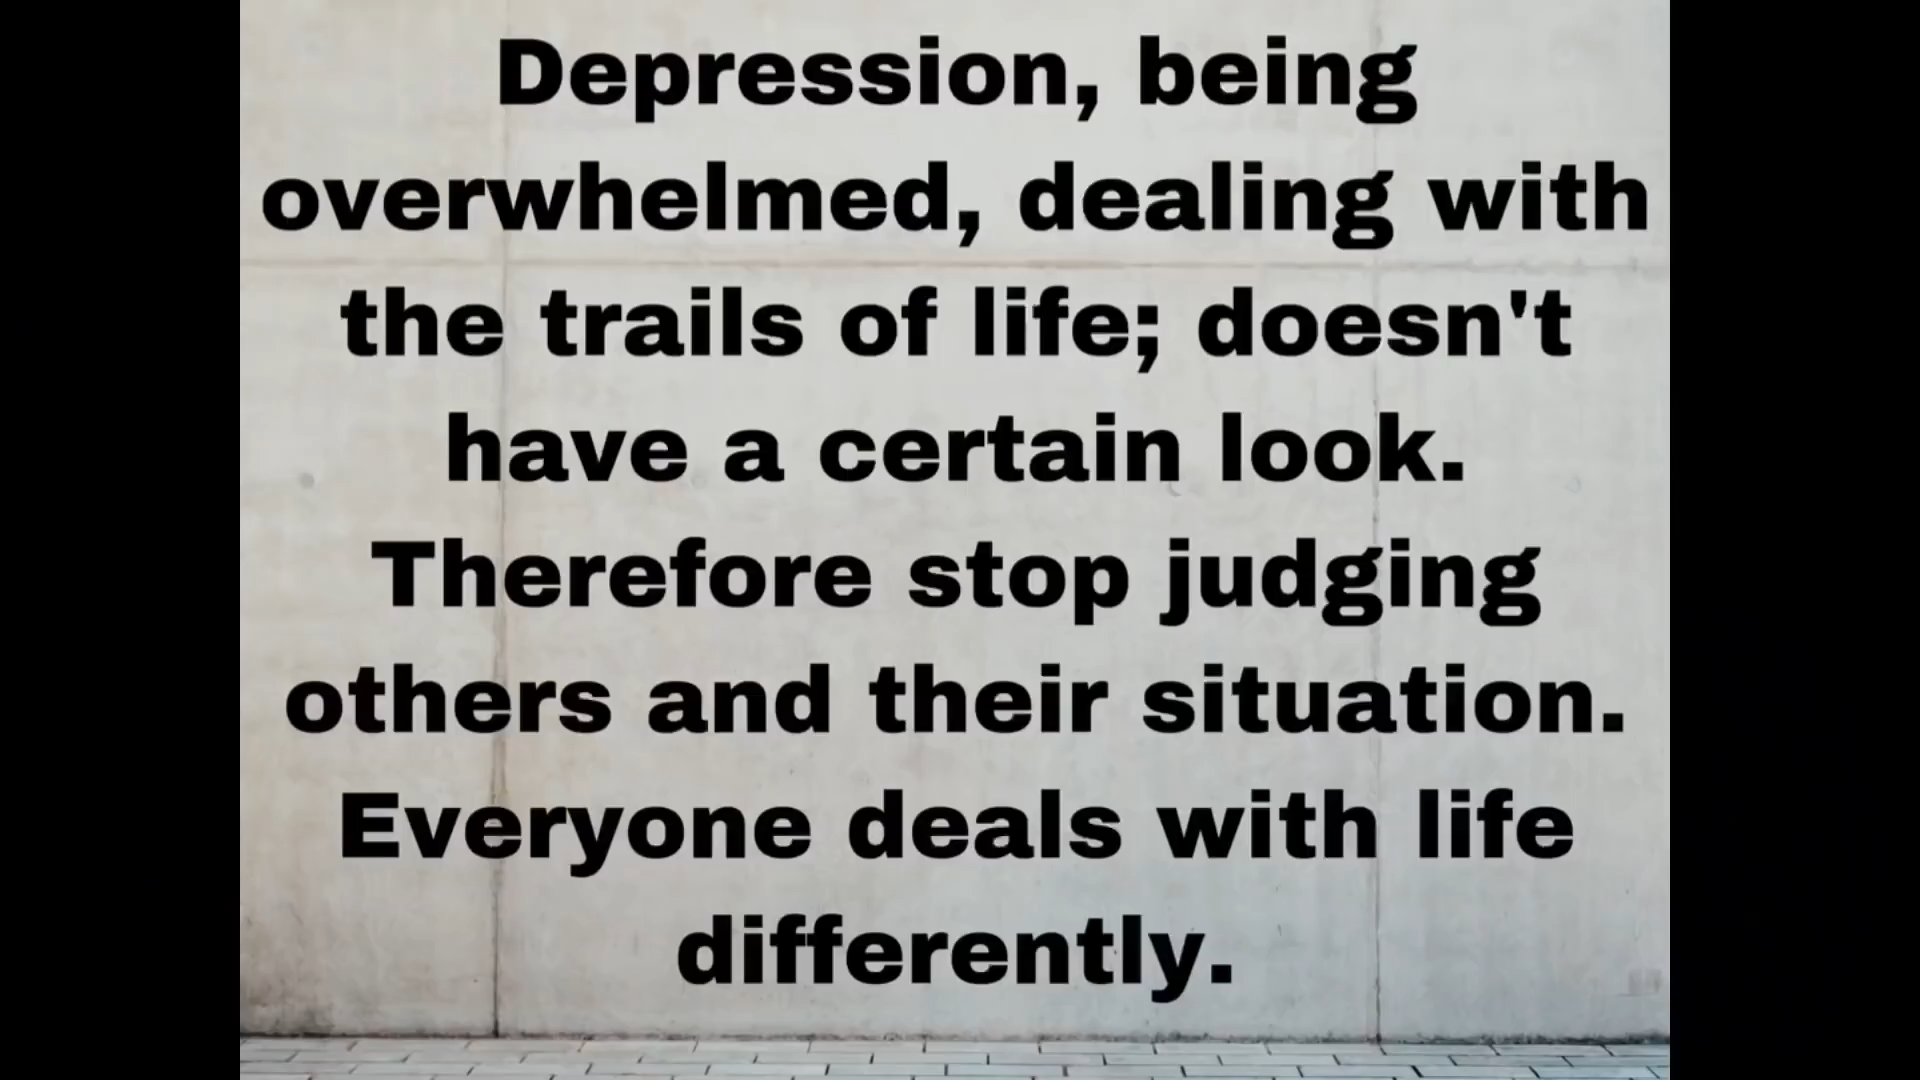 Depression, being
overwhelmed, dealing with
the trails of life; doesn't
have a certain look.
Therefore stop judging
others and their situation.
Everyone deals with life
differently.